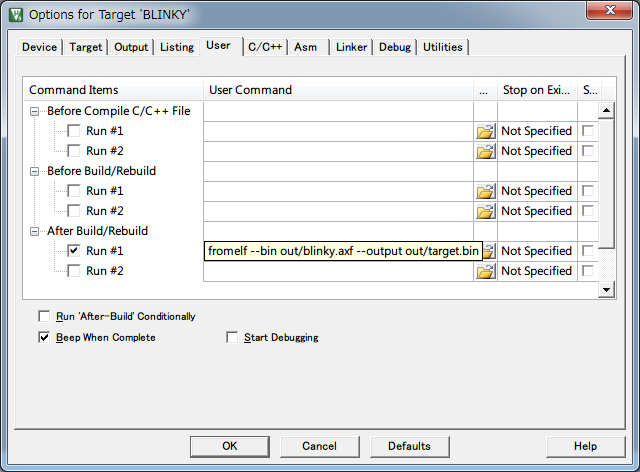 Options for Target 'BLINKY'
Device Target Output Listing User C/C++ Asm Linker Debug Utilities
Command Items User Command ... Stop on Exi... S...
Before Compile C/C++ File
Run #1 Not Specified
Run #2 Not Specified
Before Build/Rebuild
Run #1 Not Specified
Run #2 Not Specified
After Build/Rebuild
Run #1 fromelf --bin out/blinky.axf --output out/target.bin Not Specified
Run #2 Not Specified
Run 'After-Build' Conditionally
Beep When Complete Start Debugging
OK Cancel Defaults Help